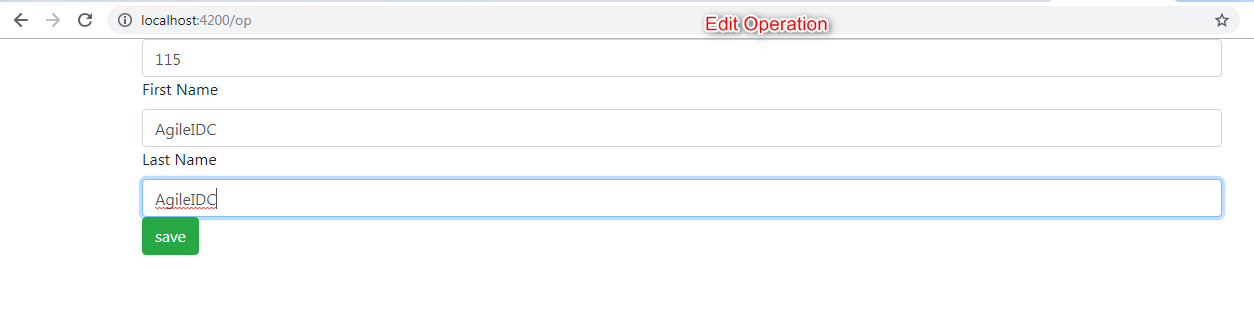 localhost:4200/op
Edit Operation
115
First Name
AgileIDC
Last Name
AgileIDC
save